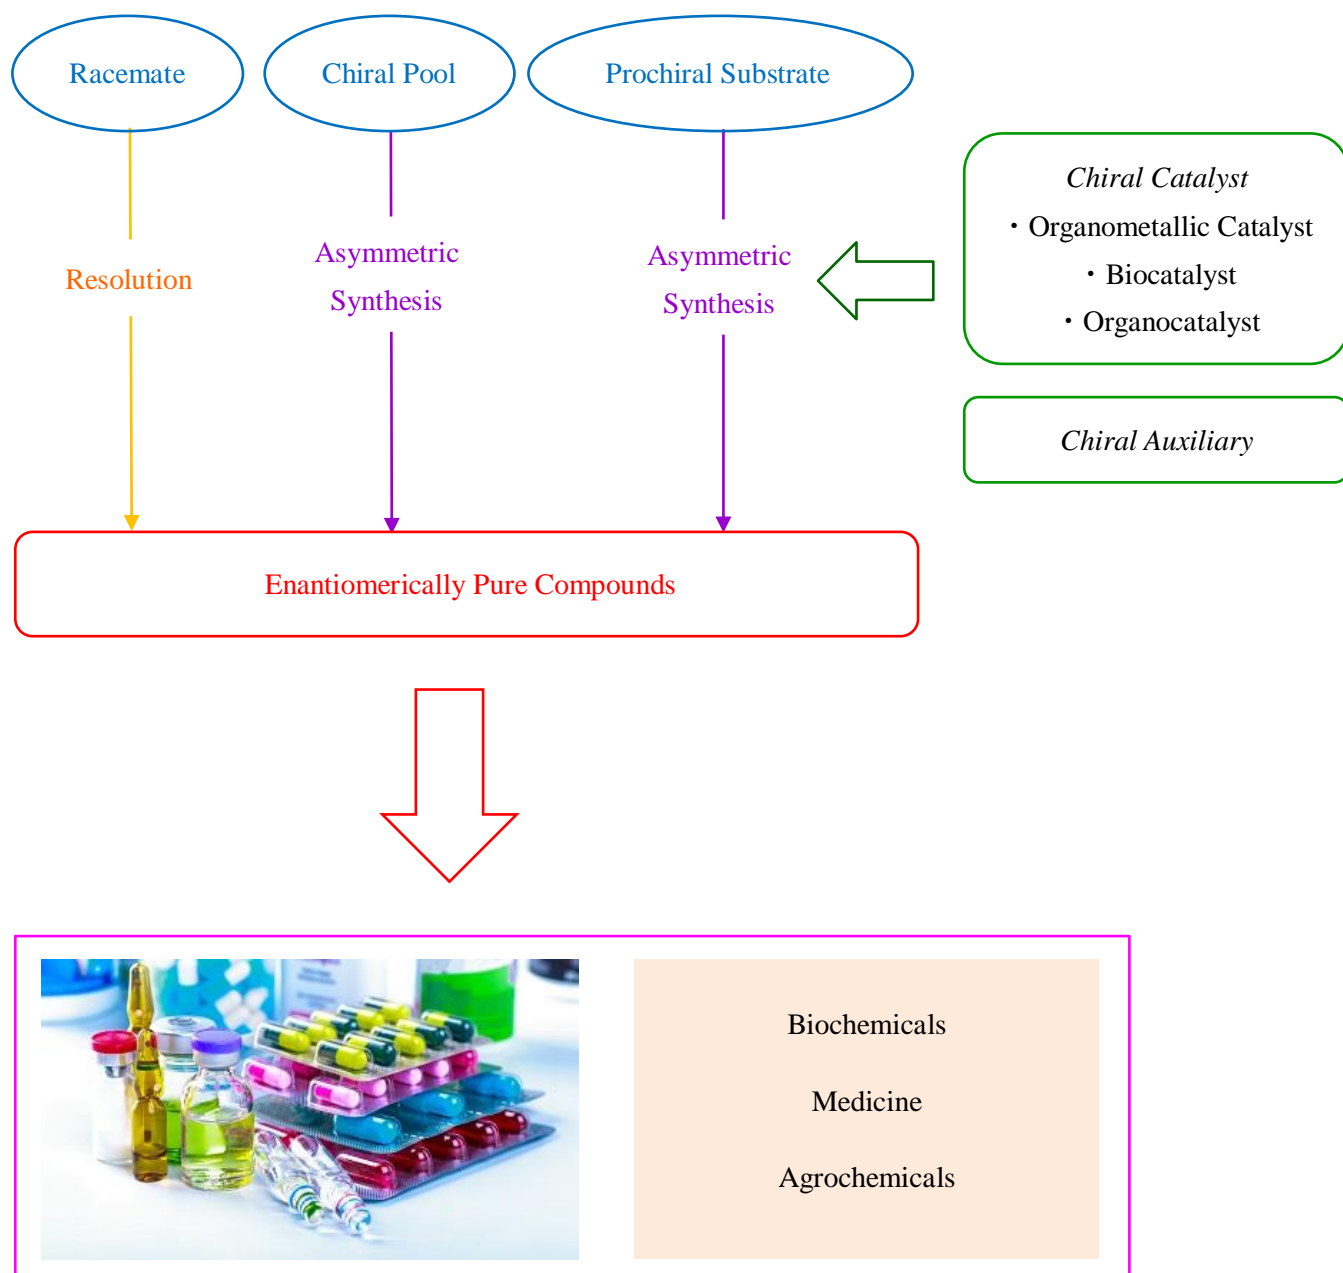 Racemate
Chiral Pool
Prochiral Substrate
Chiral Catalyst
・Organometallic Catalyst
・Biocatalyst
・Organocatalyst
Resolution
Asymmetric
Synthesis
Asymmetric
Synthesis
Chiral Auxiliary
Enantiomerically Pure Compounds
Biochemicals
Medicine
Agrochemicals